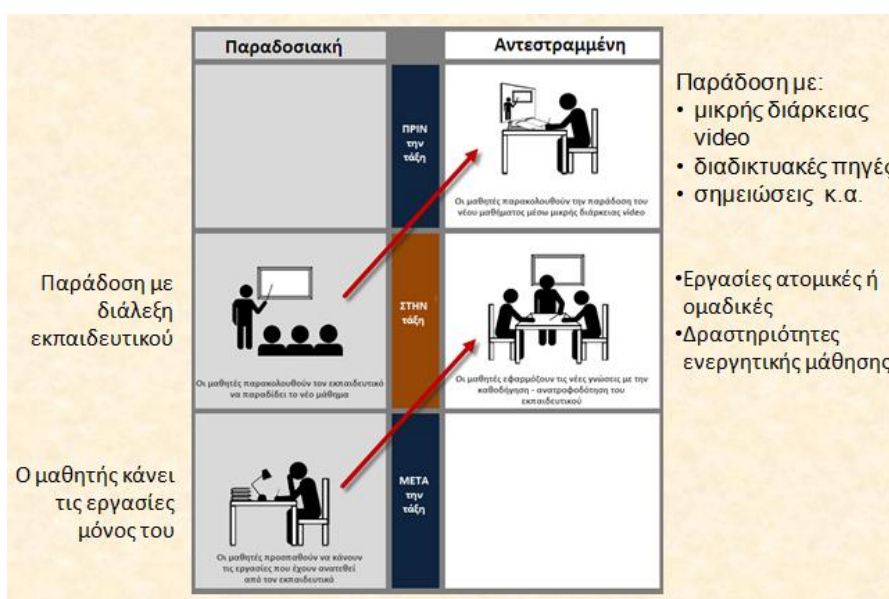 Παραδοσιακή
Αντεστραμμένη
ΠΡΙΝ
την
τάξη
Οι μαθητές παρακολουθούν την παράδοση του
νέου μαθήματος μέσω μικρής διάρκειας video
Παράδοση με:
• μικρής διάρκειας
video
• διαδικτυακές πηγές
• σημειώσεις κ.α.
Παράδοση με
διάλεξη
εκπαιδευτικού
Οι μαθητές παρακολουθούν τον εκπαιδευτικό
να παραδίδει το νέο μάθημα
ΣΤΗΝ
τάξη
Οι μαθητές εφαρμόζουν τις νέες γνώσεις με την
καθοδήγηση - ανατροφοδότηση του
εκπαιδευτικού
•Εργασίες ατομικές ή
ομαδικές
•Δραστηριότητες
ενεργητικής μάθησης
Ο μαθητής κάνει
τις εργασίες
μόνος του
Οι μαθητές προσπαθούν να κάνουν
τις εργασίες που έχουν ανατεθεί
από τον εκπαιδευτικό
ΜΕΤΑ
την
τάξη